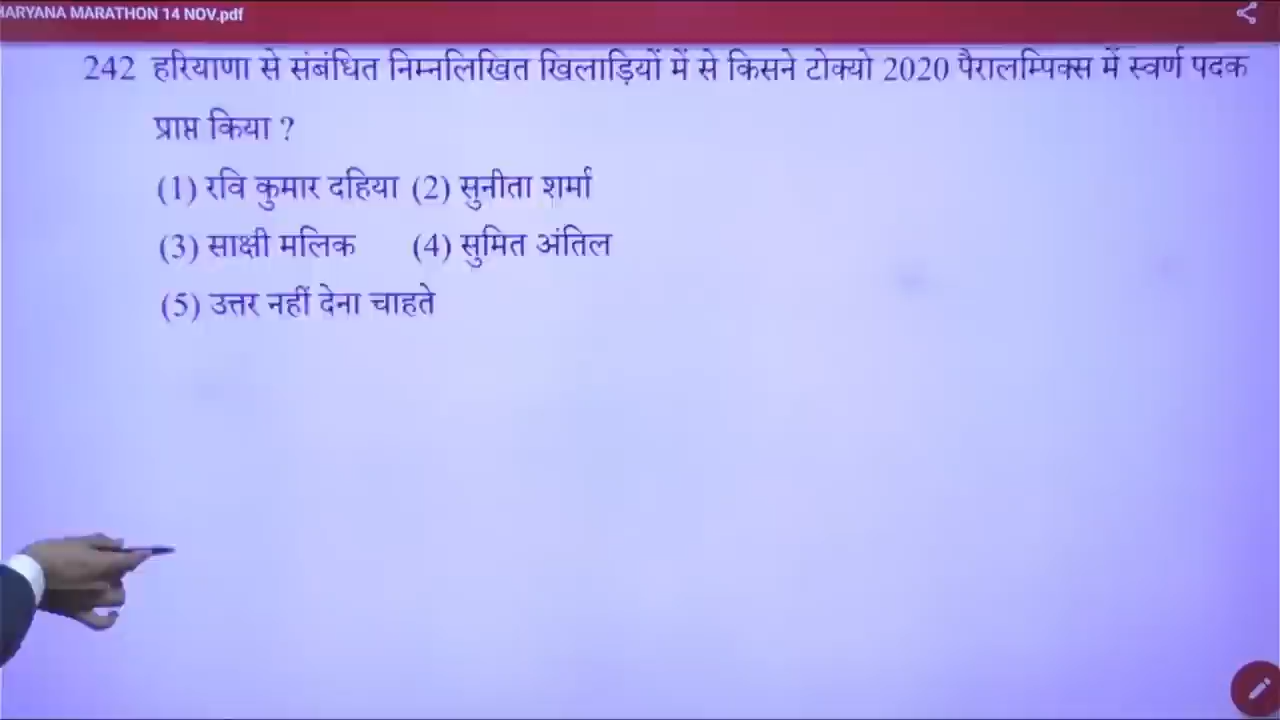 HARYANA MARATHON 14 NOV.pdf
242 हरियाणा से संबंधित निम्नलिखित खिलाड़ियों में से किसने टोक्यो 2020 पैरालम्पिक्स में स्वर्ण पदक
प्राप्त किया ?
(1) रवि कुमार दहिया (2) सुनीता शर्मा
(3) साक्षी मलिक (4) सुमित अंतिल
(5) उत्तर नहीं देना चाहते